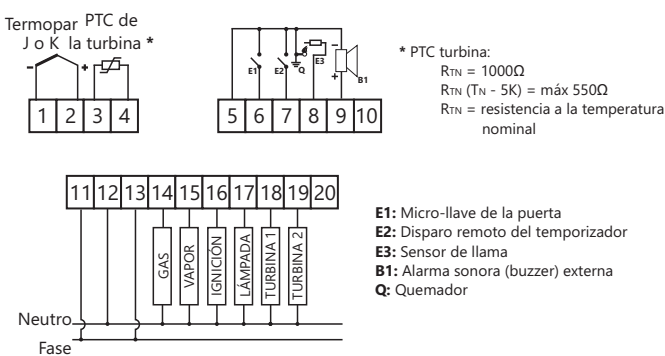 Termopar PTC de
J o K la turbina *
- + 
1 2 3 4
E1 E2 Q E3 - + B1
5 6 7 8 9 10
* PTC turbina:
RTN = 1000Ω
RTN (TN - 5K) = máx 550Ω
RTN = resistencia a la temperatura
nominal
11 12 13 14 15 16 17 18 19 20
GAS
VAPOR
IGNICIÓN
LÁMPADA
TURBINA 1
TURBINA 2
Neutro
Fase
E1: Micro-llave de la puerta
E2: Disparo remoto del temporizador
E3: Sensor de llama
B1: Alarma sonora (buzzer) externa
Q: Quemador